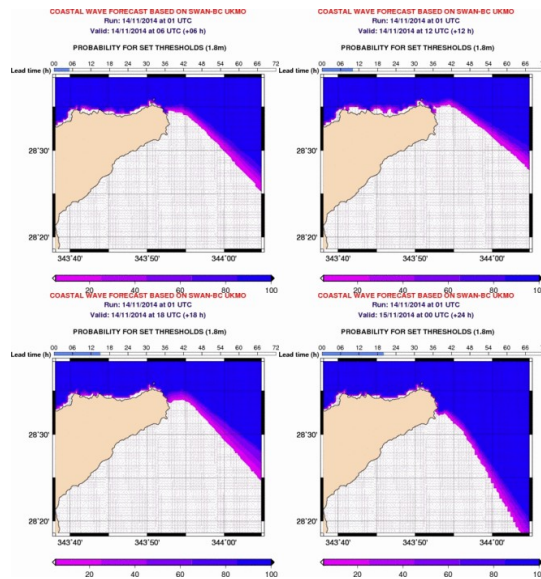 COASTAL WAVE FORECAST BASED ON SWAN-BC UKMO
Run: 14/11/2014 at 01 UTC
Valid: 14/11/2014 at 06 UTC (+06 h)
PROBABILITY FOR SET THRESHOLDS (1.8m)
Lead time (h)
00 06 12 18 24 30 36 42 48 54 60 66 72
28°30'
28°20'
343°40' 343°50' 344°00'
20 40 60 80 100
COASTAL WAVE FORECAST BASED ON SWAN-BC UKMO
Run: 14/11/2014 at 01 UTC
Valid: 14/11/2014 at 12 UTC (+12 h)
PROBABILITY FOR SET THRESHOLDS (1.8m)
Lead time (h)
00 06 12 18 24 30 36 42 48 54 60 66
28°30'
28°20'
343°40' 343°50' 344°00'
20 40 60 80
COASTAL WAVE FORECAST BASED ON SWAN-BC UKMO
Run: 14/11/2014 at 01 UTC
Valid: 14/11/2014 at 18 UTC (+18 h)
PROBABILITY FOR SET THRESHOLDS (1.8m)
Lead time (h)
00 06 12 18 24 30 36 42 48 54 60 66 72
28°30'
28°20'
343°40' 343°50' 344°00'
20 40 60 80 100
COASTAL WAVE FORECAST BASED ON SWAN-BC UKMO
Run: 14/11/2014 at 01 UTC
Valid: 15/11/2014 at 00 UTC (+24 h)
PROBABILITY FOR SET THRESHOLDS (1.8m)
Lead time (h)
00 06 12 18 24 30 36 42 48 54 60 66
28°30'
28°20'
343°40' 343°50' 344°00'
20 40 60 80